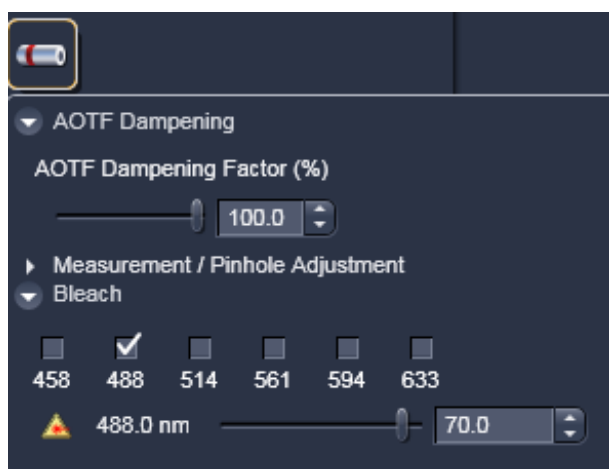 AOTF Dampening
AOTF Dampening Factor (%)
100.0
Measurement / Pinhole Adjustment
Bleach
458 488 514 561 594 633
488.0 nm 70.0